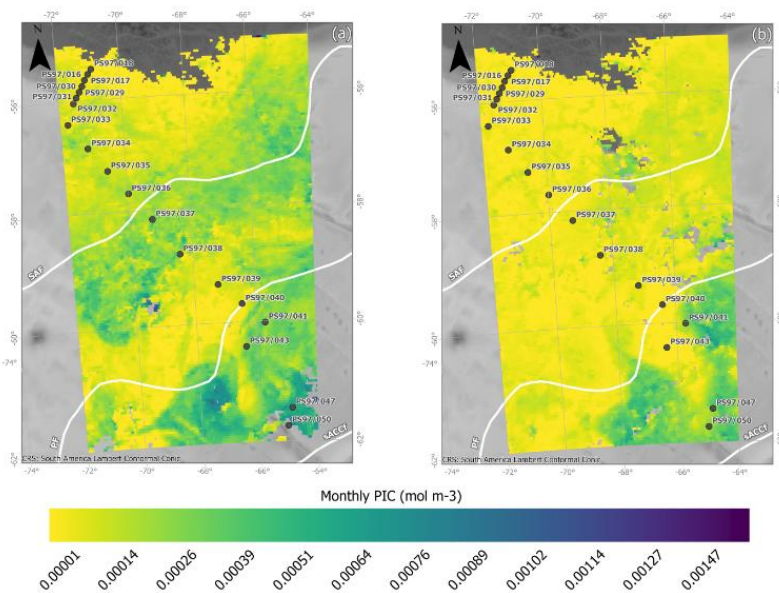 -72° -70° -68° -66° -64°
-72° -70° -68° -66° -64°
N
(a)
N
(b)
PS97/018
PS97/016
PS97/017
PS97/030
PS97/029
PS97/031
PS97/032
PS97/033
PS97/034
PS97/035
PS97/036
PS97/037
PS97/038
PS97/039
PS97/040
PS97/041
PS97/043
PS97/047
PS97/050
SAF
PF
sACCf
-56°
-58°
-60°
-74°
-62°
-62°
CRS: South America Lambert Conformal Conic
-74° -72° -70° -68° -66° -64°
PS97/018
PS97/016
PS97/017
PS97/030
PS97/029
PS97/031
PS97/032
PS97/033
PS97/034
PS97/035
PS97/036
PS97/037
PS97/038
PS97/039
PS97/040
PS97/041
PS97/043
PS97/047
PS97/050
SAF
PF
sACCf
-56°
-58°
-60°
-74°
-62°
-62°
CRS: South America Lambert Conformal Conic
-72° -70° -68° -66° -64°
Monthly PIC (mol m-3)
0.00001 0.00014 0.00026 0.00039 0.00051 0.00064 0.00076 0.00089 0.00102 0.00114 0.00127 0.00147